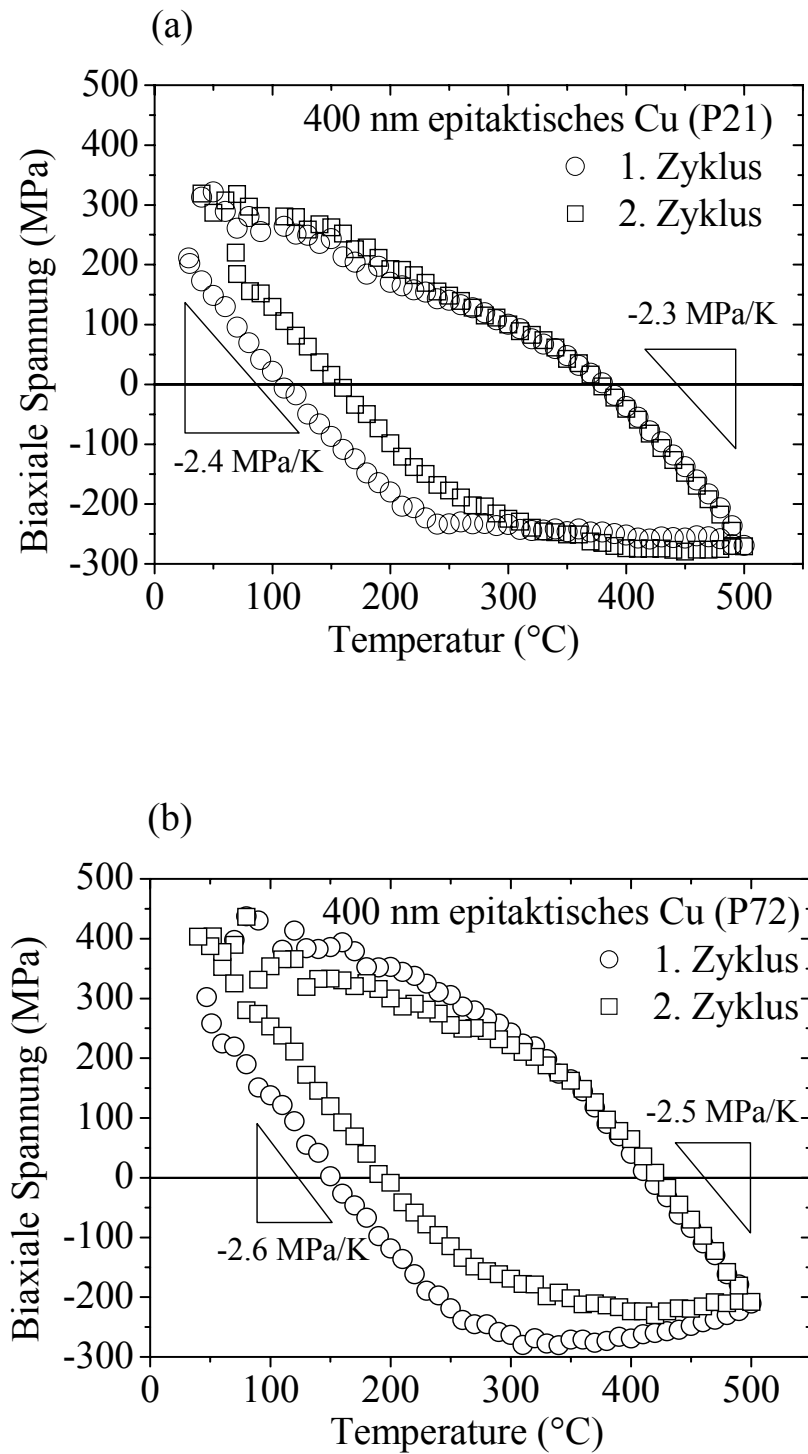 (a)
500
400 nm epitaktisches Cu (P21)
400
1. Zyklus
300
2. Zyklus
200
100
-2.3 MPa/K
0
-100
-2.4 MPa/K
-200
-300
0 100 200 300 400 500
Biaxiale Spannung (MPa)
Temperatur (°C)
(b)
500
400 nm epitaktisches Cu (P72)
400
1. Zyklus
300
2. Zyklus
200
100
-2.5 MPa/K
0
-100
-2.6 MPa/K
-200
-300
0 100 200 300 400 500
Biaxiale Spannung (MPa)
Temperature (°C)